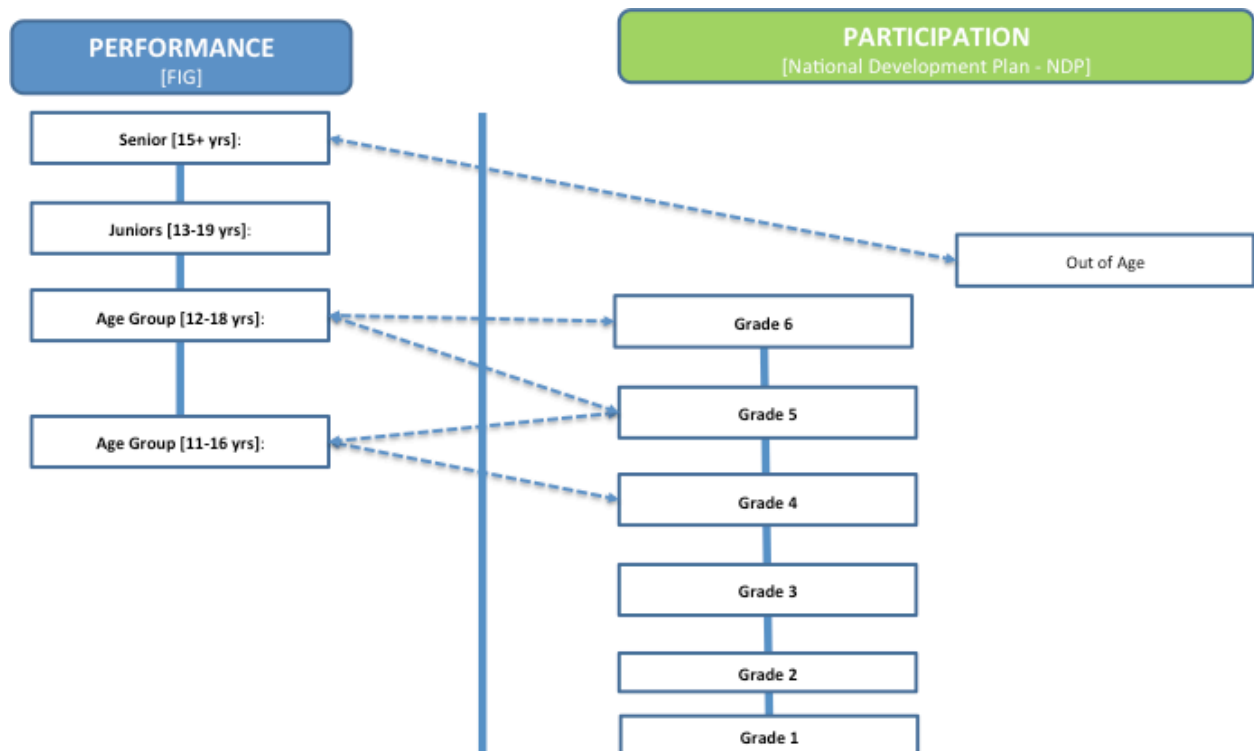 PERFORMANCE
[FIG]
PARTICIPATION
[National Development Plan - NDP]
Senior [15+ yrs]:
Juniors [13-19 yrs]:
Out of Age
Age Group [12-18 yrs]:
Grade 6
Grade 5
Age Group [11-16 yrs]:
Grade 4
Grade 3
Grade 2
Grade 1